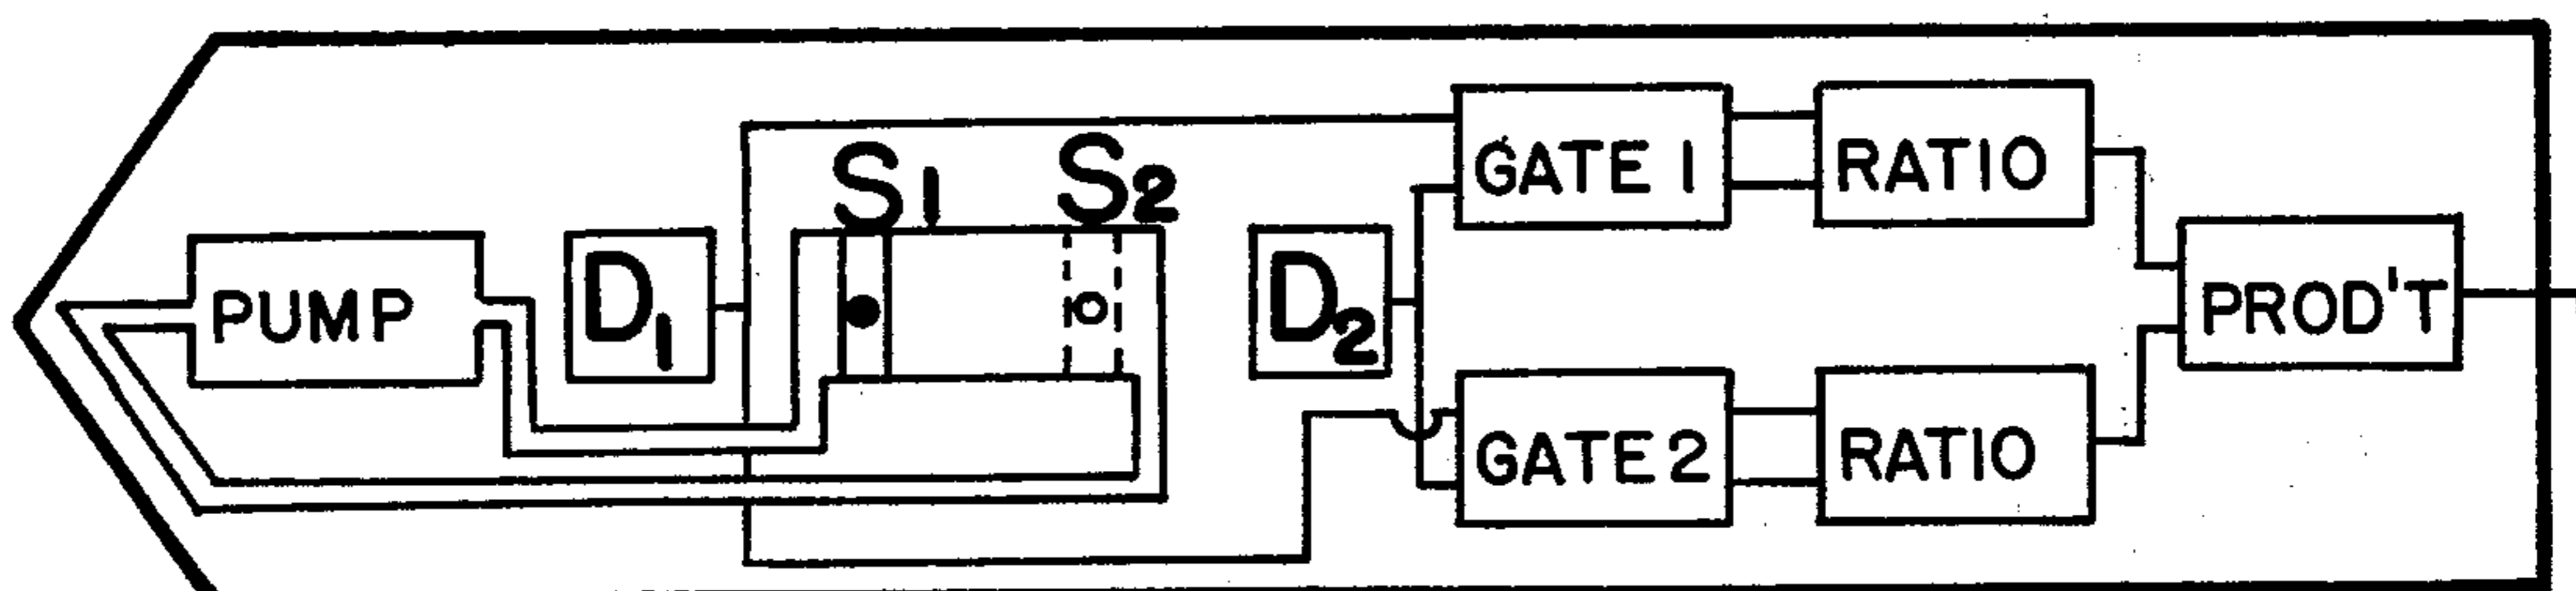 PUMP
D1
S1
S2
D2
GATE 1
RATIO
GATE 2
RATIO
PROD'T